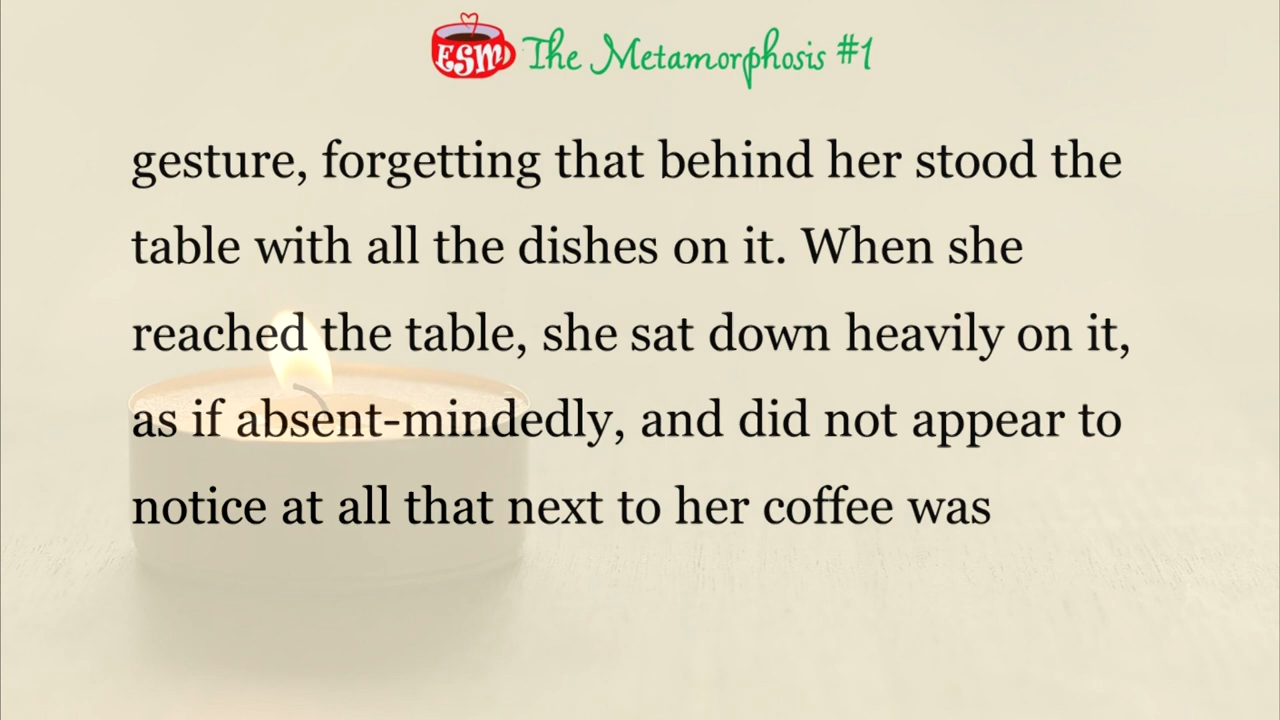 ESM The Metamorphosis #1
gesture, forgetting that behind her stood the
table with all the dishes on it. When she
reached the table, she sat down heavily on it,
as if absent-mindedly, and did not appear to
notice at all that next to her coffee was